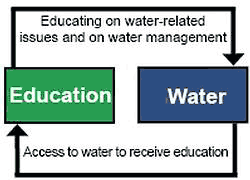 Educating on water-related
issues and on water management
Education
Water
Access to water to receive education